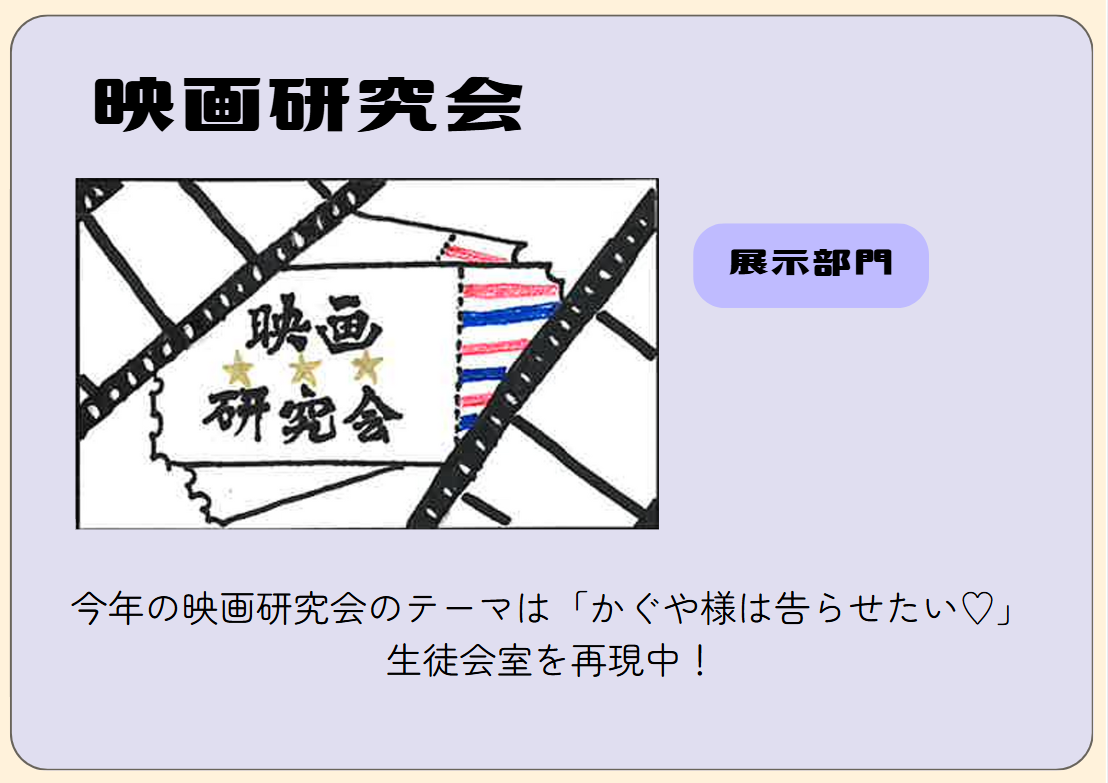 映画研究会
映画
研究会
展示部門
今年の映画研究会のテーマは「かぐや様は告らせたい♡」
生徒会室を再現中！